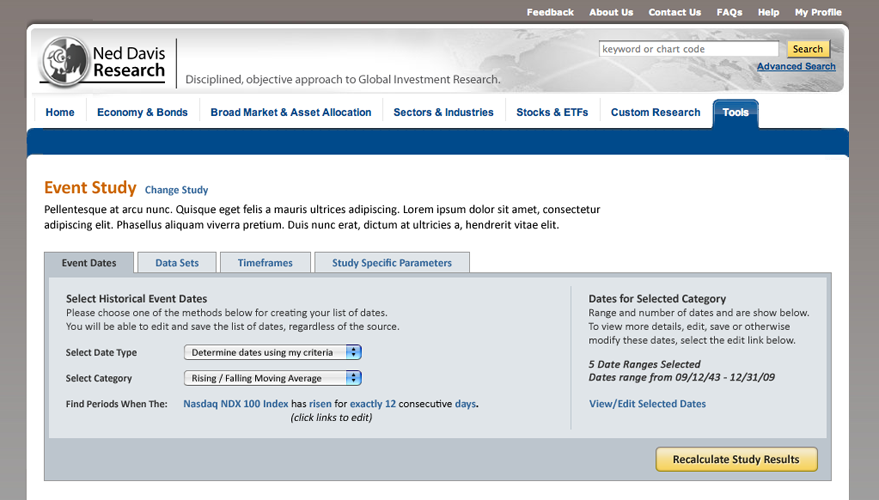 Feedback About Us Contact Us FAQs Help My Profile
Ned Davis
Research
Disciplined, objective approach to Global Investment Research.
keyword or chart code Search
Advanced Search
Home Economy & Bonds Broad Market & Asset Allocation Sectors & Industries Stocks & ETFs Custom Research Tools
Event Study Change Study
Pellentesque at arcu nunc. Quisque eget felis a mauris ultrices adipiscing. Lorem ipsum dolor sit amet, consectetur
adipiscing elit. Phasellus aliquam viverra pretium. Duis nunc erat, dictum at ultricies a, hendrerit vitae elit.
Event Dates Data Sets Timeframes Study Specific Parameters
Select Historical Event Dates
Please choose one of the methods below for creating your list of dates.
You will be able to edit and save the list of dates, regardless of the source.
Select Date Type Determine dates using my criteria
Select Category Rising / Falling Moving Average
Find Periods When The: Nasdaq NDX 100 Index has risen for exactly 12 consecutive days.
(click links to edit)
Dates for Selected Category
Range and number of dates and are show below.
To view more details, edit, save or otherwise
modify these dates, select the edit link below.
5 Date Ranges Selected
Dates range from 09/12/43 - 12/31/09
View/Edit Selected Dates
Recalculate Study Results